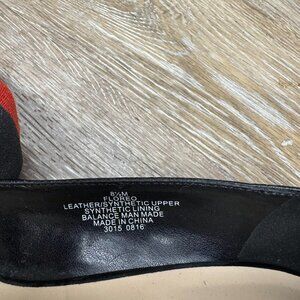 8½M
FLOREO
LEATHER/SYNTHETIC UPPER
SYNTHETIC LINING
BALANCE MAN MADE
MADE IN CHINA
3015 0816